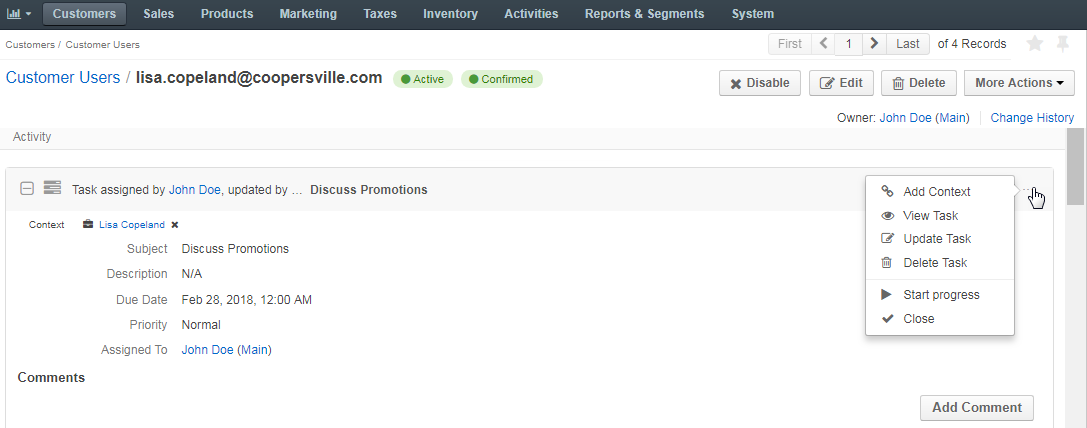 Customers Sales Products Marketing Taxes Inventory Activities Reports & Segments System
Customers / Customer Users
First 1 Last of 4 Records
Customer Users / lisa.copeland@coopersville.com Active Confirmed
Disable Edit Delete More Actions
Owner: John Doe (Main) Change History
Activity
Task assigned by John Doe, updated by ... Discuss Promotions
Add Context
View Task
Update Task
Delete Task
Start progress
Close
Context Lisa Copeland
Subject Discuss Promotions
Description N/A
Due Date Feb 28, 2018, 12:00 AM
Priority Normal
Assigned To John Doe (Main)
Comments
Add Comment